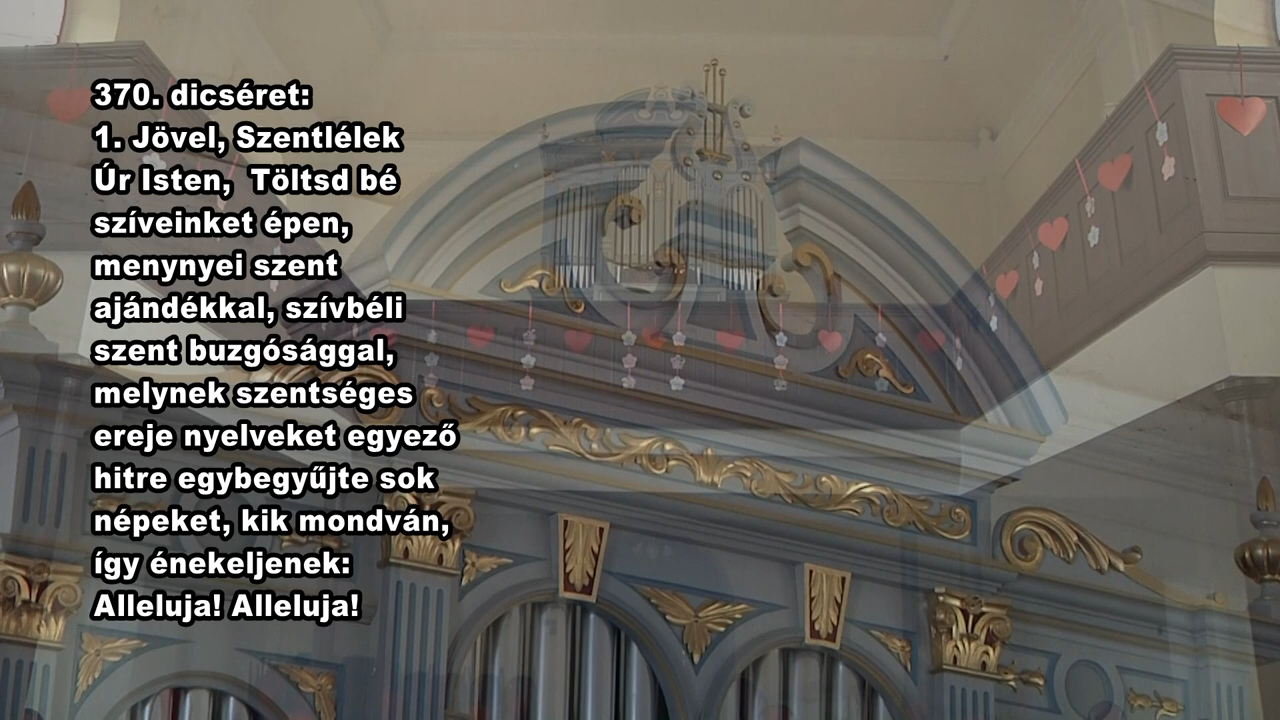 370. dicséret:
1. Jövel, Szentlélek
Úr Isten,  Töltsd bé
szíveinket épen,
menynyei szent
ajándékkal, szívbéli
szent buzgósággal,
melynek szentséges
ereje nyelveket egyező
hitre egybegyűjte sok
népeket, kik mondván,
így énekeljenek:
Alleluja! Alleluja!